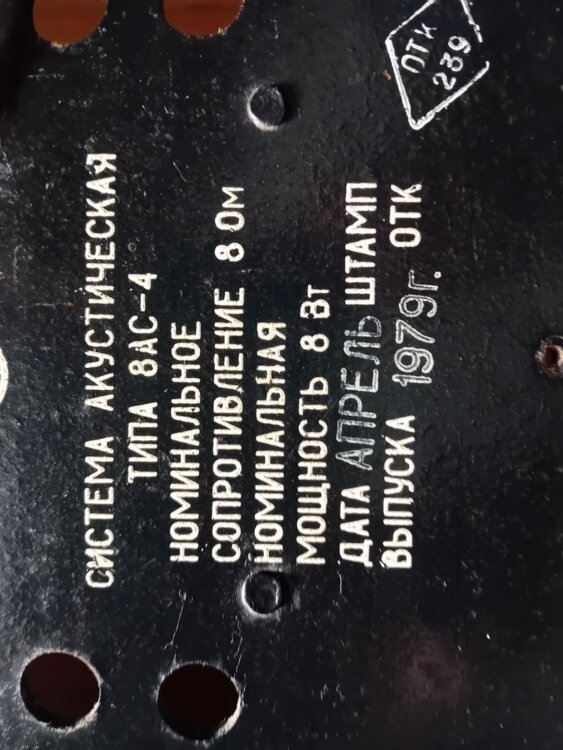 СИСТЕМА АКУСТИЧЕСКАЯ
ТИПА 8АС-4
НОМИНАЛЬНОЕ
СОПРОТИВЛЕНИЕ 8 Ом
НОМИНАЛЬНАЯ
МОЩНОСТЬ 8 Вт
ДАТА АПРЕЛЬ ШТАМП
ВЫПУСКА 1979г. ОТК
ОТК
239